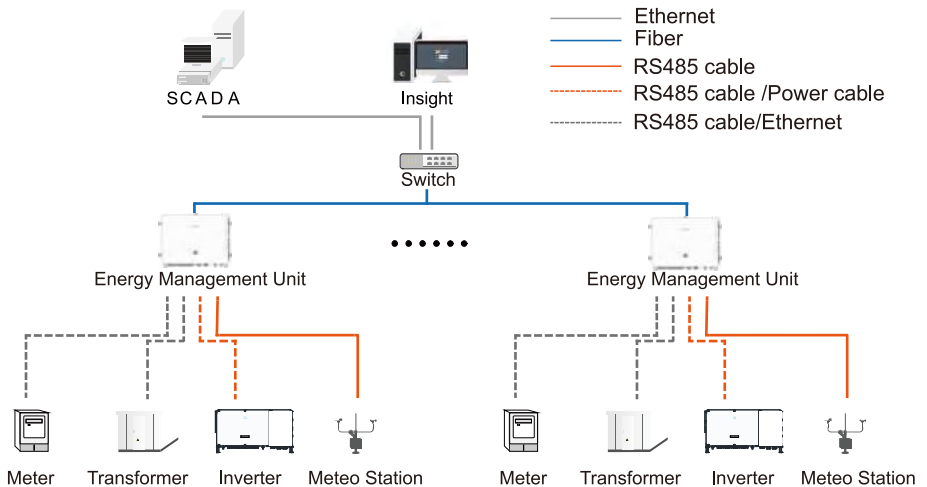 Ethernet
Fiber
RS485 cable
RS485 cable /Power cable
RS485 cable/Ethernet
SCADA
Insight
Switch
Energy Management Unit
Energy Management Unit
Meter
Transformer
Inverter
Meteo Station
Meter
Transformer
Inverter
Meteo Station